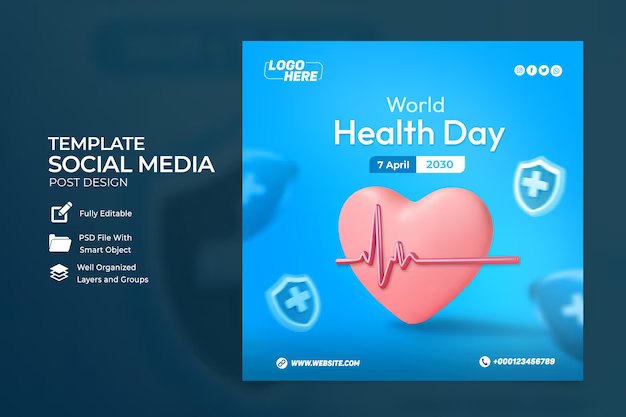 TEMPLATE
SOCIAL MEDIA
POST DESIGN
Fully Editable
PSD File With
Smart Object
Well Organized
Layers and Groups
LOGO
HERE
World
Health Day
7 April 2030
WWW.WEBSITE.COM
+000123456789